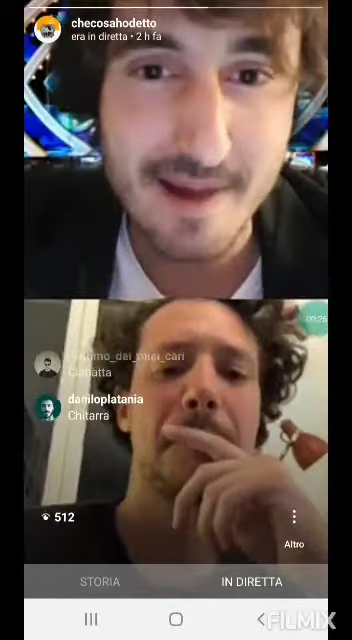 checosahodetto
era in diretta • 2 h fa
Ciabatta
daniloplatania
Chitarra
512
Altro
STORIA
IN DIRETTA
FILMIX